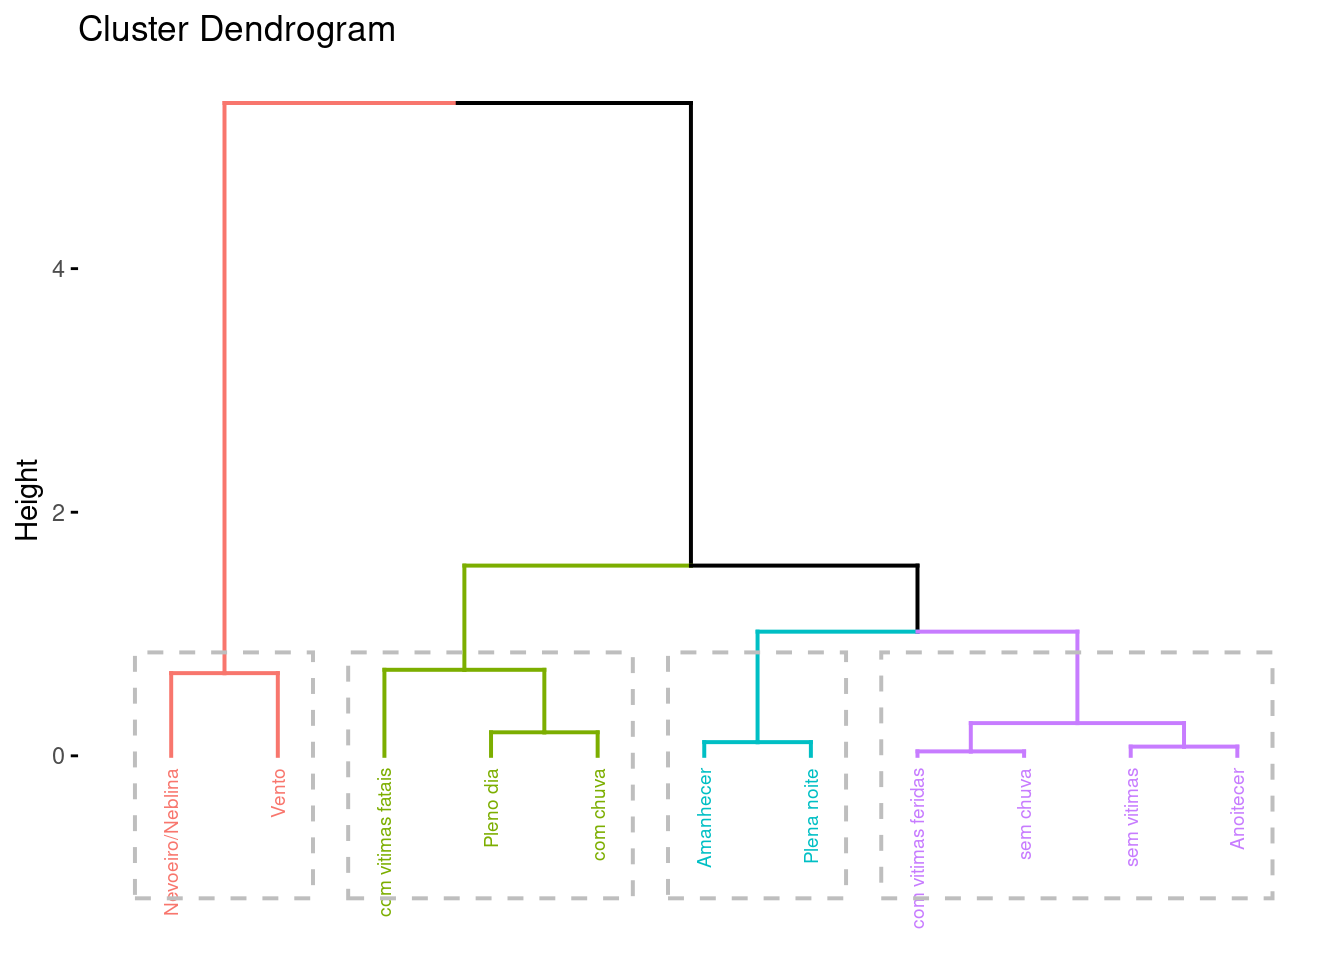 Cluster Dendrogram
Height
4
2
0
Nevoeiro/Neblina
Vento
com vitimas fatais
Pleno dia
com chuva
Amanhecer
Plena noite
com vitimas feridas
sem chuva
sem vitimas
Anoitecer